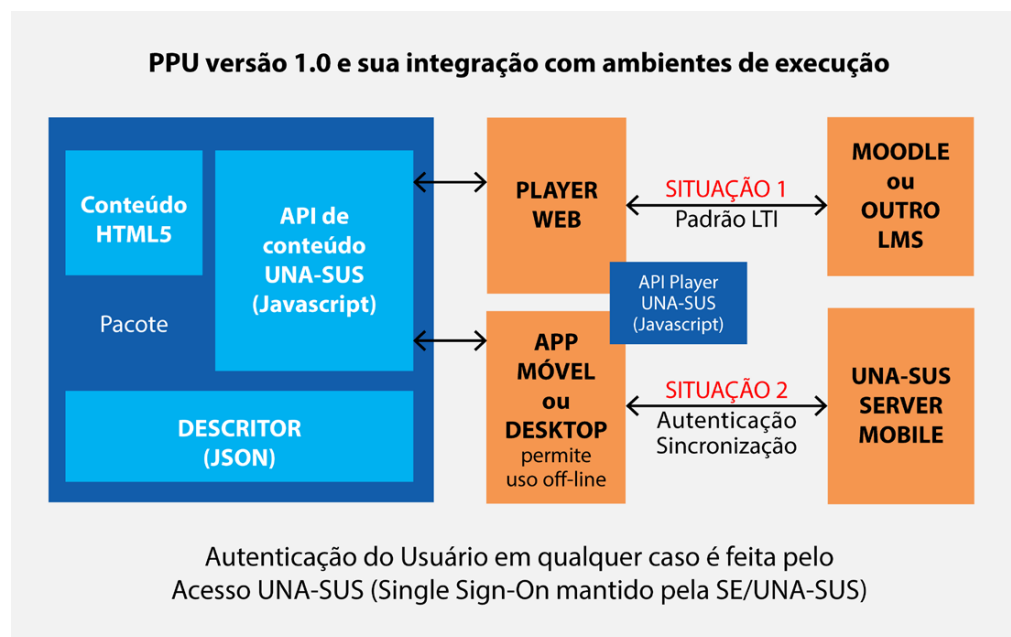 PPU versão 1.0 e sua integração com ambientes de execução
Conteúdo
HTML5
API de
conteúdo
UNA-SUS
(Javascript)
Pacote
DESCRITOR
(JSON)
PLAYER
WEB
SITUAÇÃO 1
Padrão LTI
MOODLE
ou
OUTRO
LMS
API Player
UNA-SUS
(Javascript)
APP
MÓVEL
ou
DESKTOP
permite
uso off-line
SITUAÇÃO 2
Autenticação
Sincronização
UNA-SUS
SERVER
MOBILE
Autenticação do Usuário em qualquer caso é feita pelo
Acesso UNA-SUS (Single Sign-On mantido pela SE/UNA-SUS)